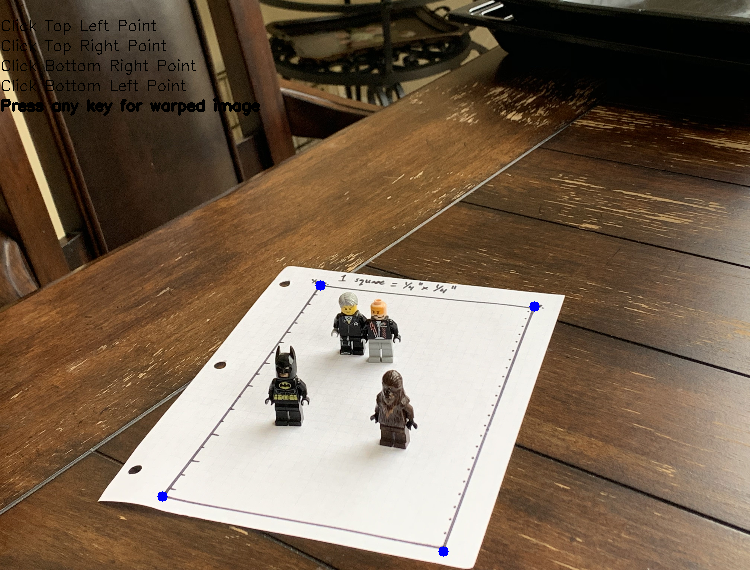 Click Top Left Point
Click Top Right Point
Click Bottom Right Point
Click Bottom Left Point
Press any key for warped image
1 square = 1/4" x 1/4"